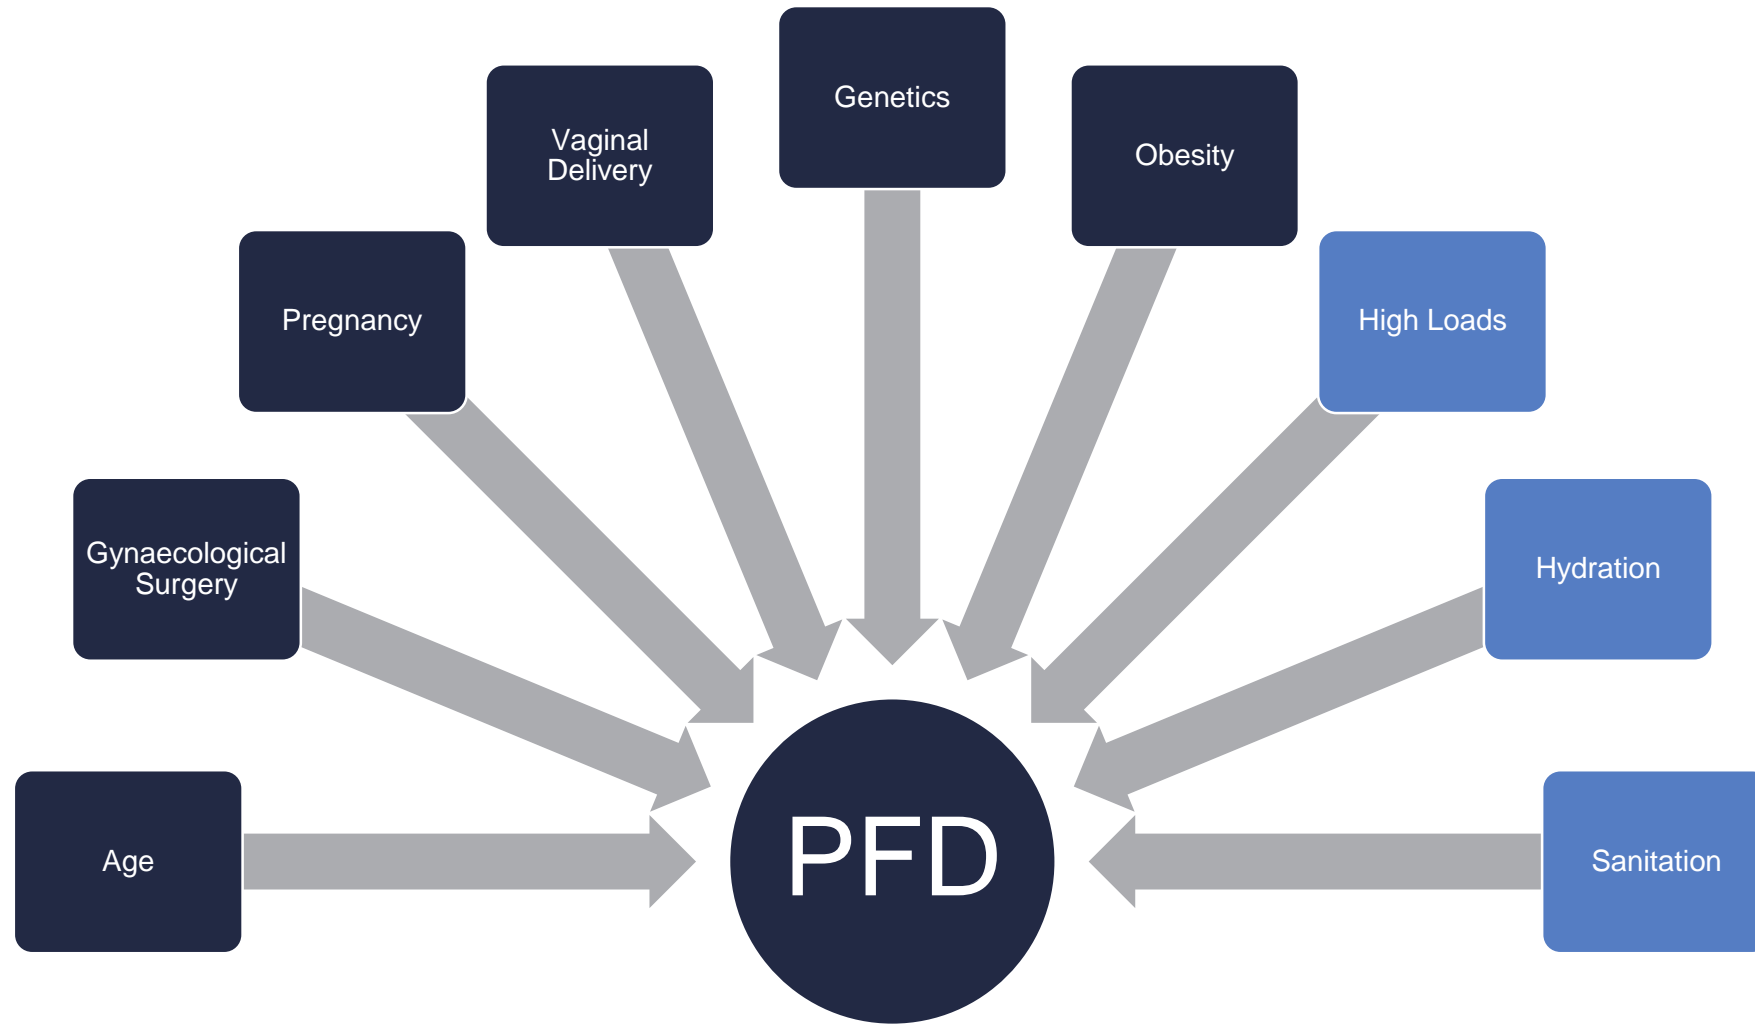 Genetics
Vaginal
Delivery
Obesity
Pregnancy
High Loads
Gynaecological
Surgery
Hydration
Age
PFD
Sanitation